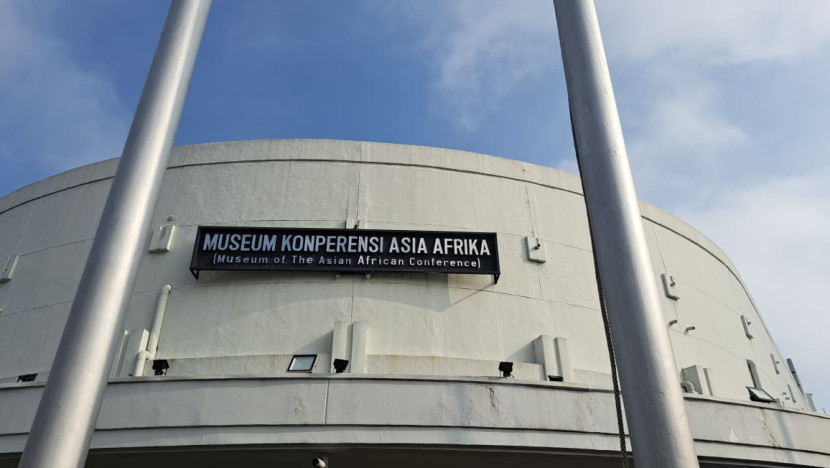 MUSEUM KONPERENSI ASIA AFRIKA
(Museum of The Asian African Conference)